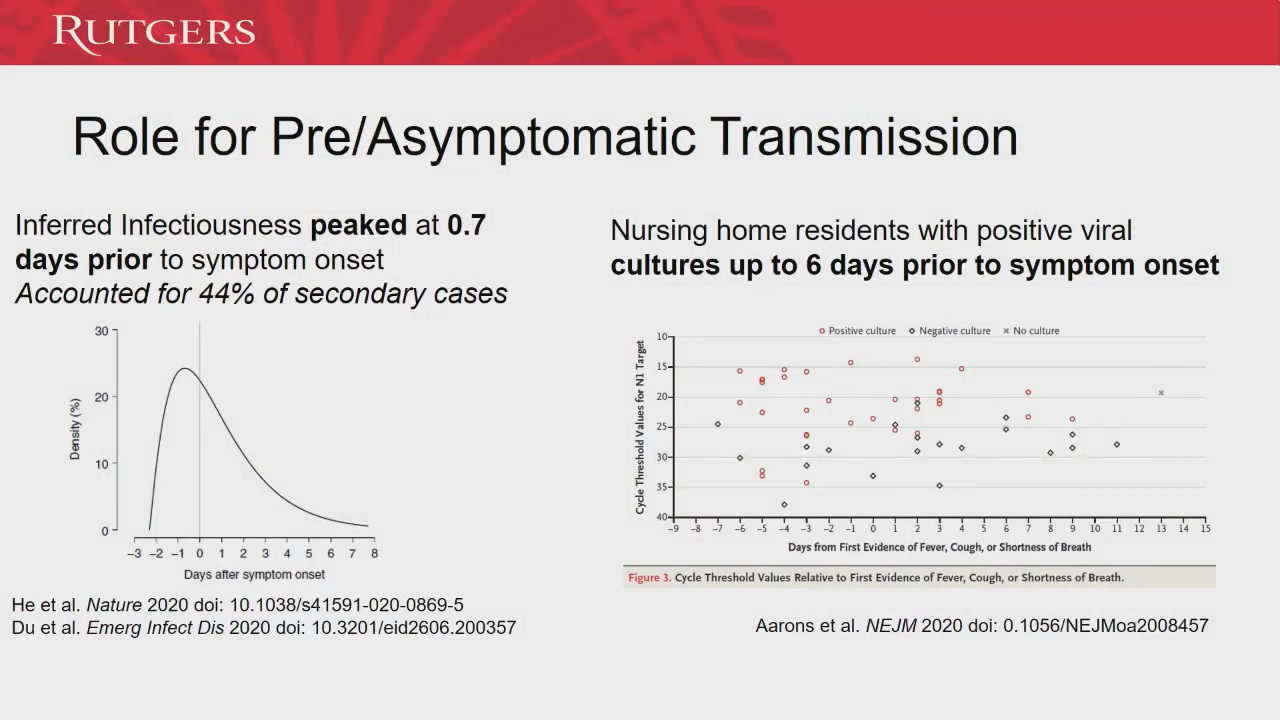 RUTGERS
Role for Pre/Asymptomatic Transmission
Inferred Infectiousness peaked at 0.7
days prior to symptom onset
Accounted for 44% of secondary cases
30
20
10
0
Density (%)
−3 −2 −1 0 1 2 3 4 5 6 7 8
Days after symptom onset
He et al. Nature 2020 doi: 10.1038/s41591-020-0869-5
Du et al. Emerg Infect Dis 2020 doi: 10.3201/eid2606.200357
Nursing home residents with positive viral
cultures up to 6 days prior to symptom onset
Positive culture Negative culture No culture
10
15
20
25
30
35
40
Cycle Threshold Values for N1 Target
−9 −8 −7 −6 −5 −4 −3 −2 −1 0 1 2 3 4 5 6 7 8 9 10 11 12 13 14 15
Days from First Evidence of Fever, Cough, or Shortness of Breath
Figure 3. Cycle Threshold Values Relative to First Evidence of Fever, Cough, or Shortness of Breath.
Aarons et al. NEJM 2020 doi: 0.1056/NEJMoa2008457